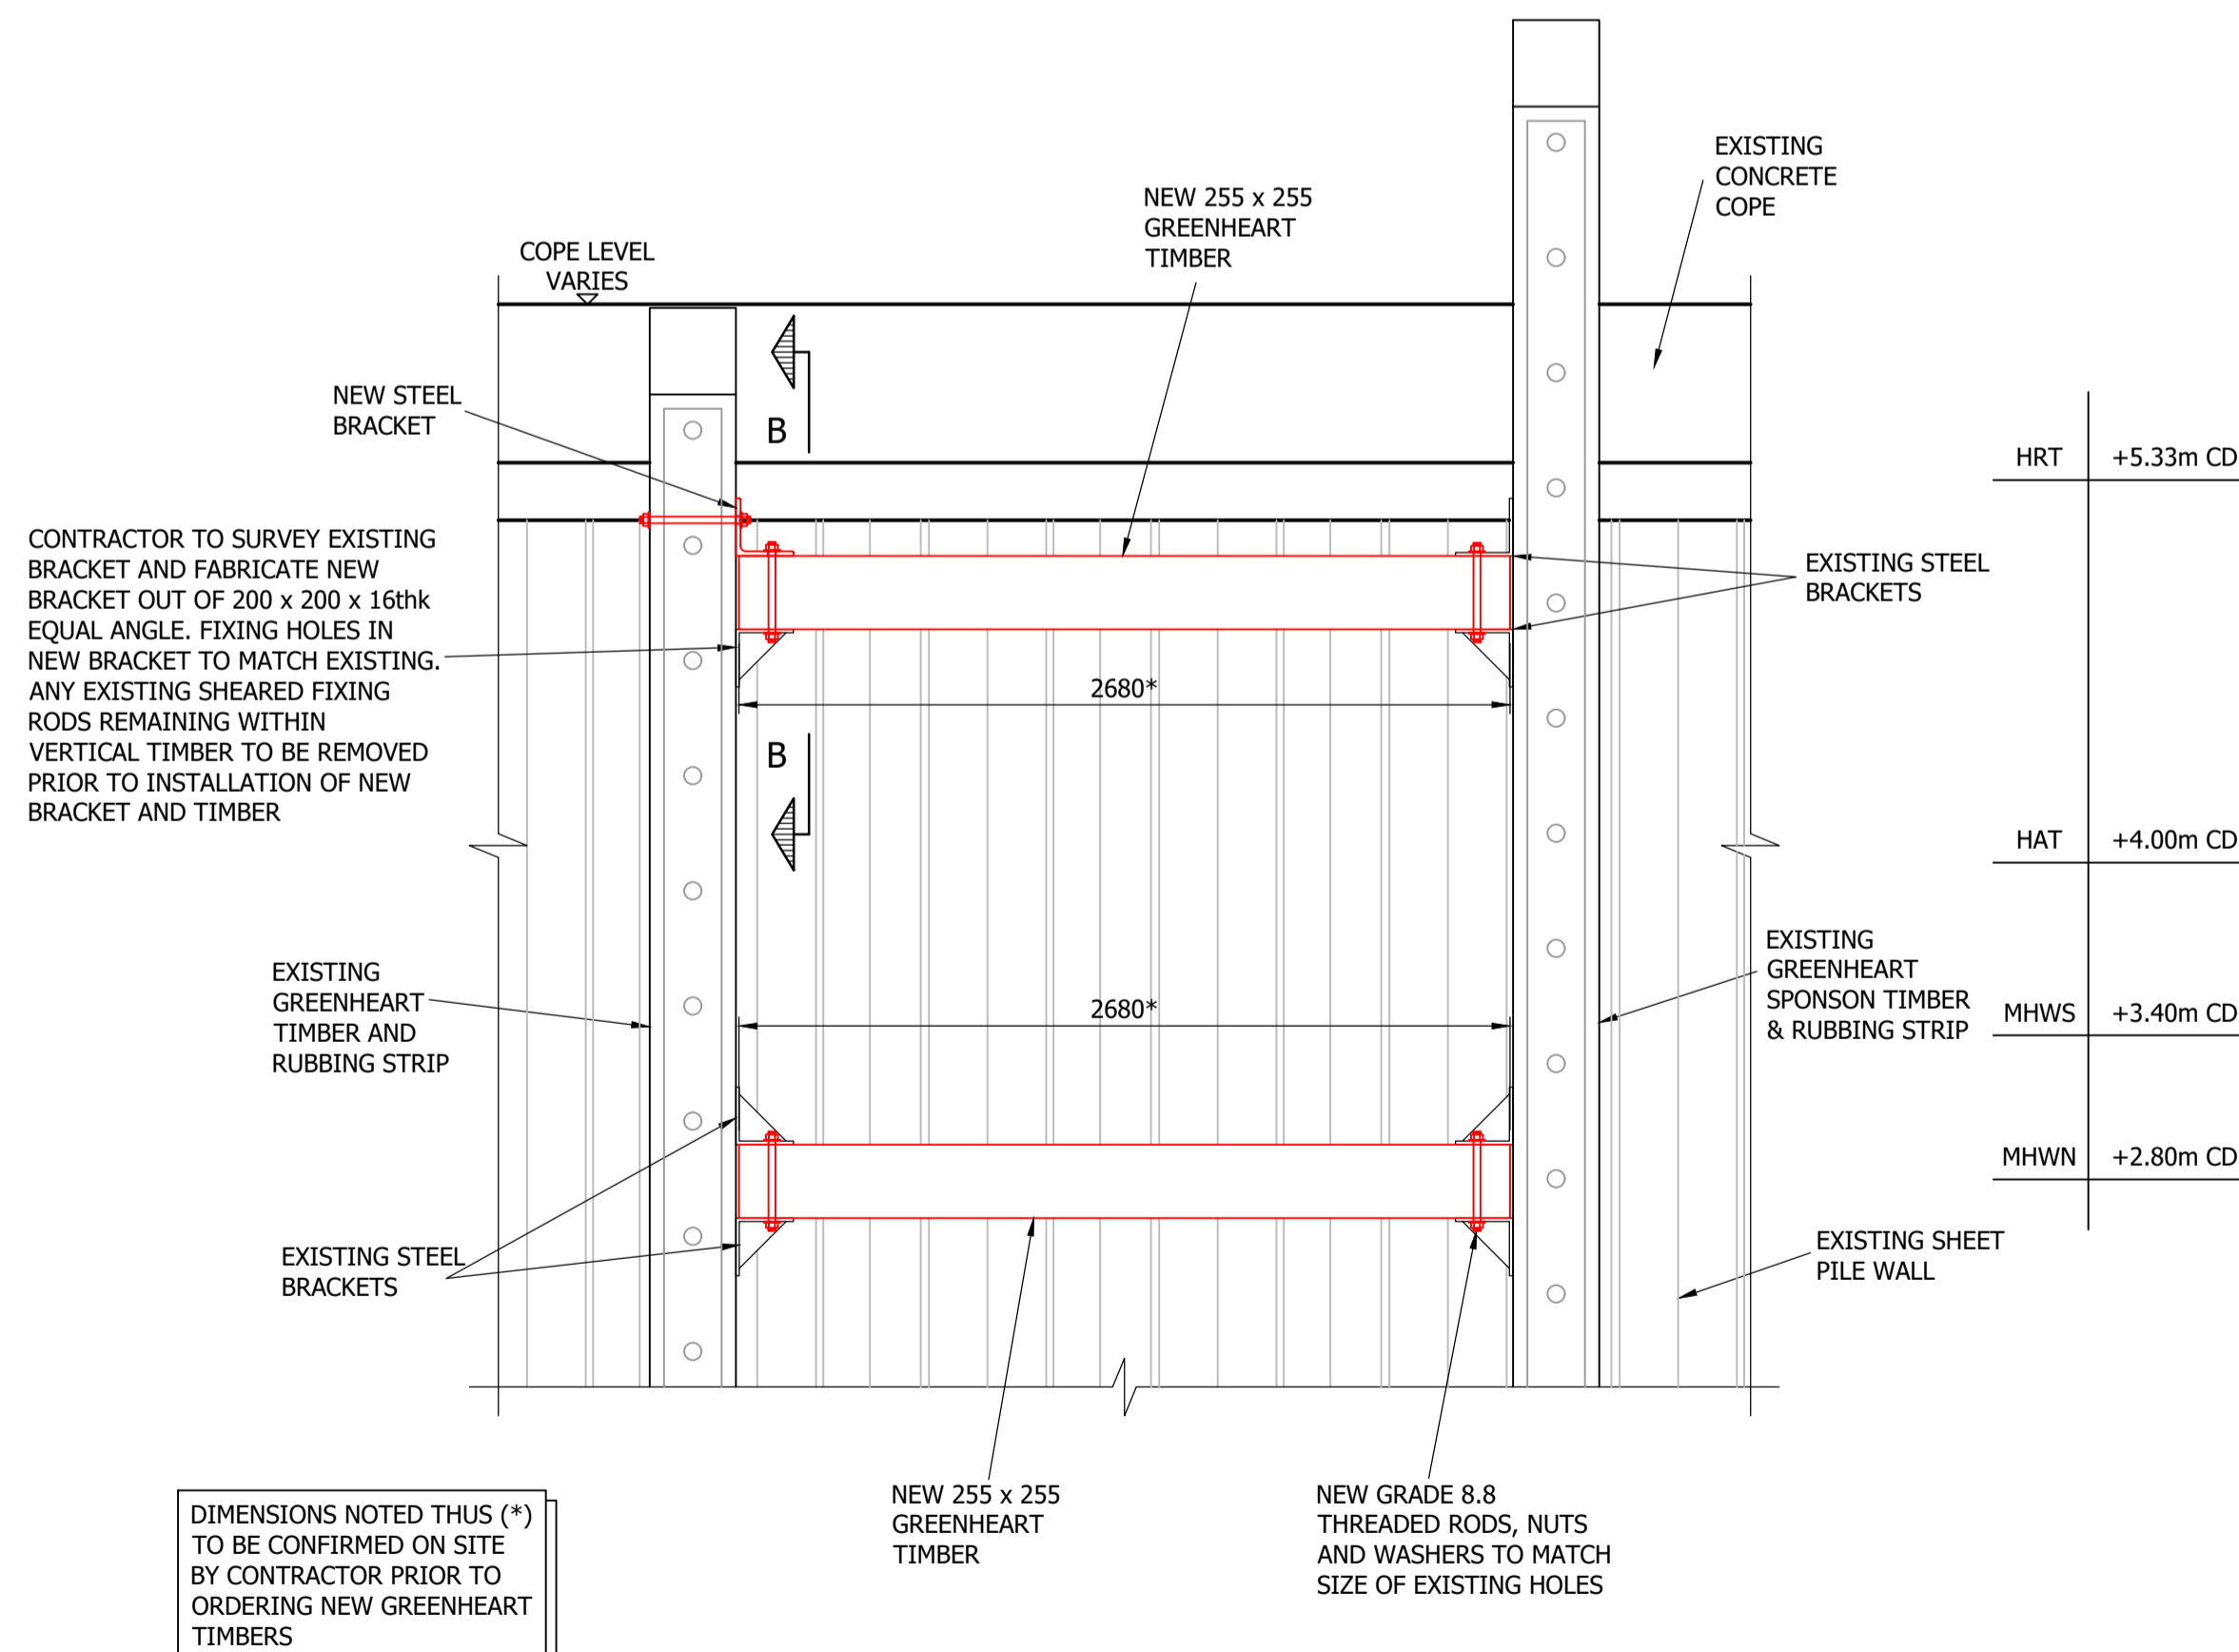 EXISTING
CONCRETE
COPE
NEW 255 x 255
GREENHEART
TIMBER
COPE LEVEL
VARIES
NEW STEEL
BRACKET
B
HRT +5.33m CD
CONTRACTOR TO SURVEY EXISTING
BRACKET AND FABRICATE NEW
BRACKET OUT OF 200 x 200 x 16thk
EQUAL ANGLE. FIXING HOLES IN
NEW BRACKET TO MATCH EXISTING.
ANY EXISTING SHEARED FIXING
RODS REMAINING WITHIN
VERTICAL TIMBER TO BE REMOVED
PRIOR TO INSTALLATION OF NEW
BRACKET AND TIMBER
EXISTING STEEL
BRACKETS
2680*
B
HAT +4.00m CD
EXISTING
GREENHEART
TIMBER AND
RUBBING STRIP
2680*
EXISTING
GREENHEART
SPONSON TIMBER
& RUBBING STRIP
MHWS +3.40m CD
MHWN +2.80m CD
EXISTING STEEL
BRACKETS
EXISTING SHEET
PILE WALL
NEW 255 x 255
GREENHEART
TIMBER
NEW GRADE 8.8
THREADED RODS, NUTS
AND WASHERS TO MATCH
SIZE OF EXISTING HOLES
DIMENSIONS NOTED THUS (*)
TO BE CONFIRMED ON SITE
BY CONTRACTOR PRIOR TO
ORDERING NEW GREENHEART
TIMBERS